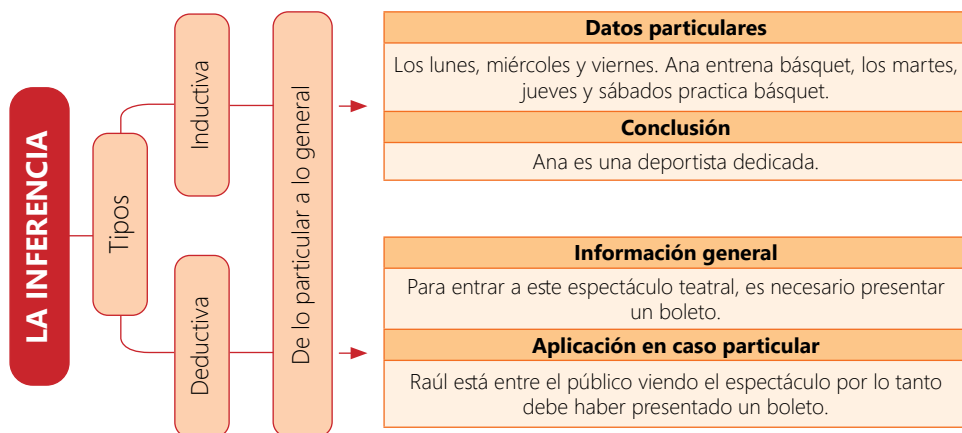 LA INFERENCIA
Tipos
Inductiva
Deductiva
De lo particular a lo general
Datos particulares
Los lunes, miércoles y viernes. Ana entrena básquet, los martes,
jueves y sábados practica básquet.
Conclusión
Ana es una deportista dedicada.
Información general
Para entrar a este espectáculo teatral, es necesario presentar
un boleto.
Aplicación en caso particular
Raúl está entre el público viendo el espectáculo por lo tanto
debe haber presentado un boleto.